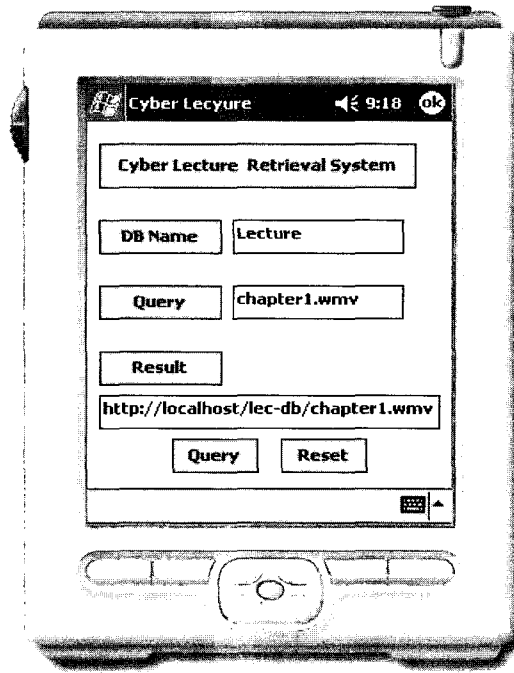 Cyber Lecyure 9:18 ok
Cyber Lecture Retrieval System
DB Name Lecture
Query chapter1.wmv
Result
http://localhost/lec-db/chapter1.wmv
Query Reset